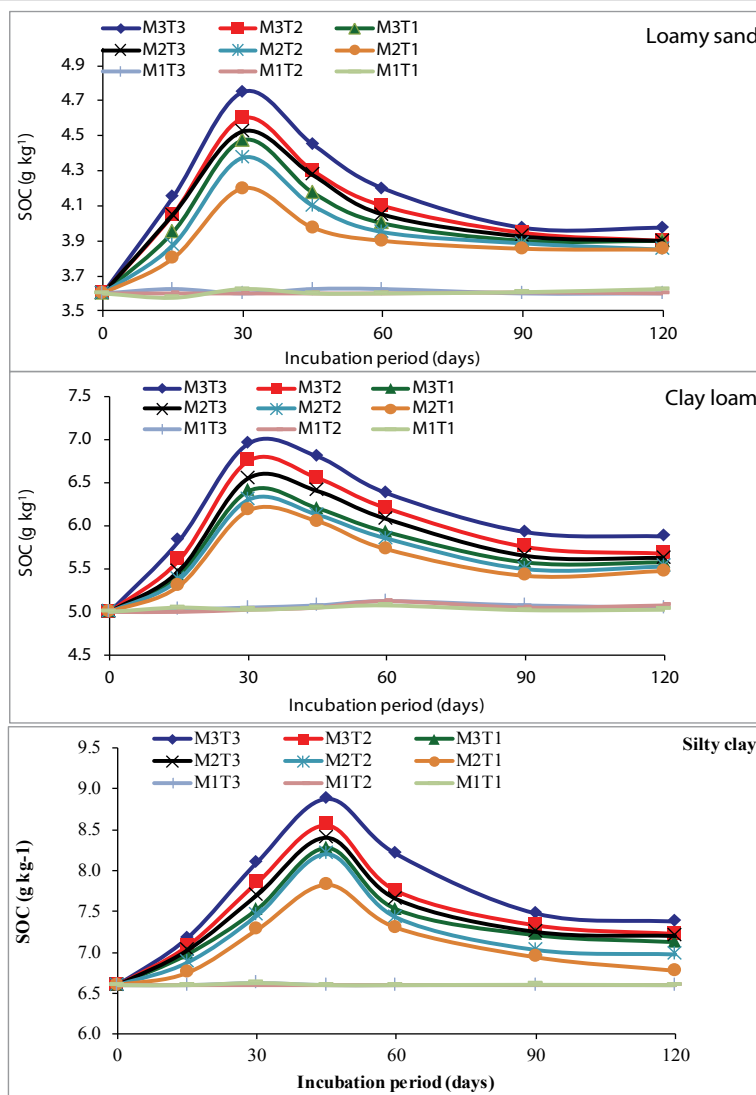 M3T3 M3T2 M3T1
M2T3 M2T2 M2T1
M1T3 M1T2 M1T1
Loamy sand
4.9
4.7
4.5
4.3
4.1
3.9
3.7
3.5
SOC (g kg¹)
0 30 60 90 120
Incubation period (days)
M3T3 M3T2 M3T1
M2T3 M2T2 M2T1
M1T3 M1T2 M1T1
Clay loam
7.5
7.0
6.5
6.0
5.5
5.0
4.5
SOC (g kg¹)
0 30 60 90 120
Incubation period (days)
M3T3 M3T2 M3T1
M2T3 M2T2 M2T1
M1T3 M1T2 M1T1
Silty clay
9.5
9.0
8.5
8.0
7.5
7.0
6.5
6.0
SOC (g kg-1)
0 30 60 90 120
Incubation period (days)